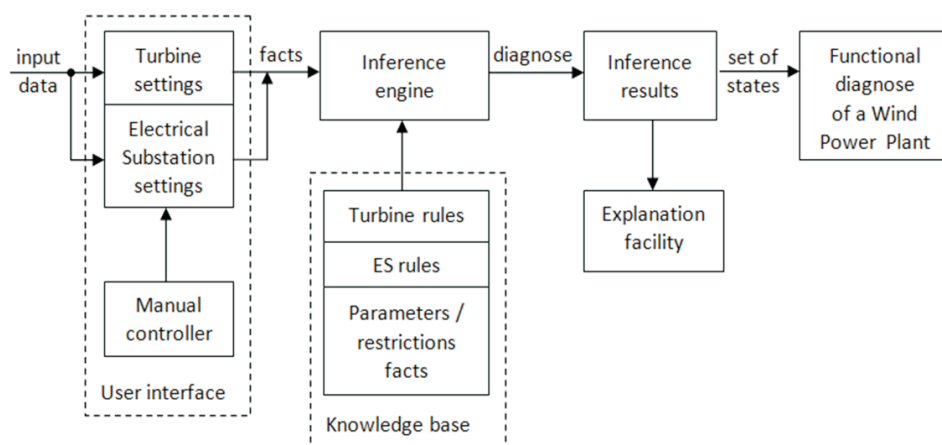 input
data
Turbine
settings
Electrical
Substation
settings
Manual
controller
User interface
facts
Inference
engine
Turbine rules
ES rules
Parameters /
restrictions
facts
Knowledge base
diagnose
Inference
results
Explanation
facility
set of
states
Functional
diagnose
of a Wind
Power Plant